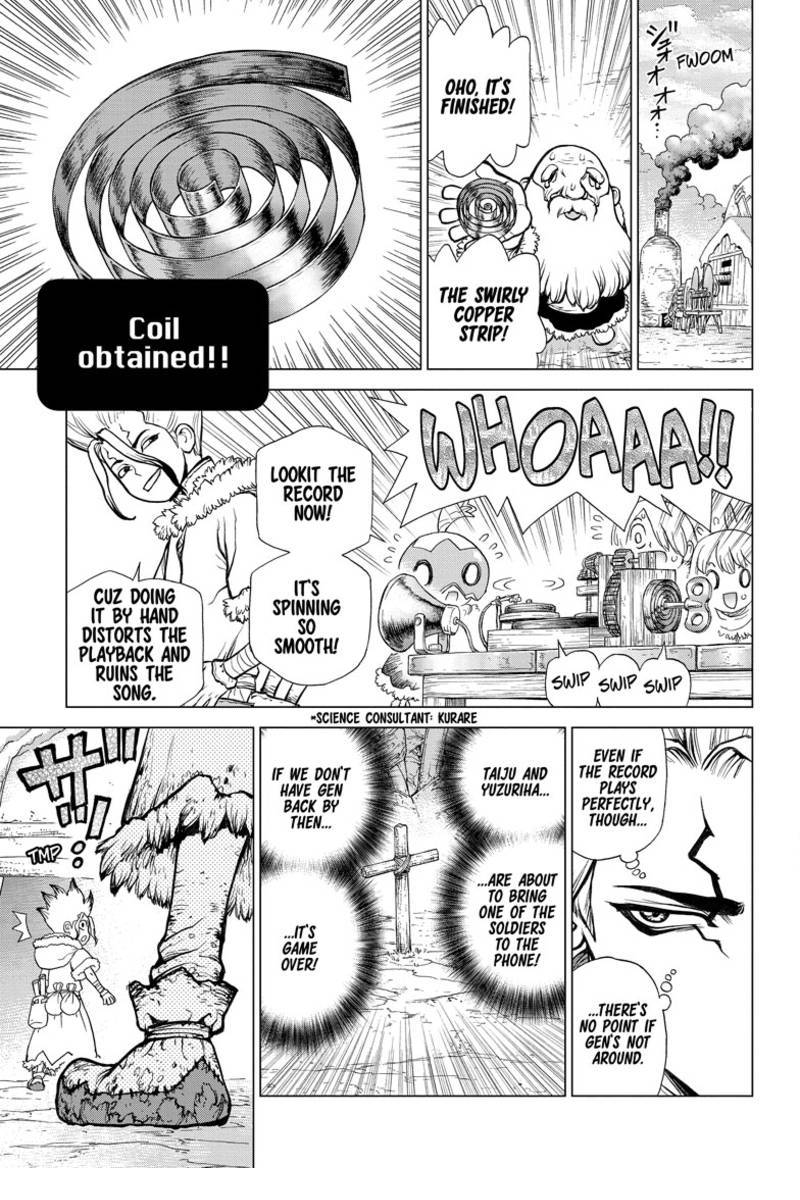 ジュオオオ…
FWOOM
OHO, IT'S
FINISHED!
THE SWIRLY
COPPER
STRIP!
Coil
obtained!!
WHOAAA!!
SWIP
SWIP
SWIP
LOOKIT THE
RECORD
NOW!
IT'S
SPINNING
SO
SMOOTH!
CUZ DOING
IT BY HAND
DISTORTS THE
PLAYBACK AND
RUINS THE
SONG.
*SCIENCE CONSULTANT: KURARE
EVEN IF
THE RECORD
PLAYS
PERFECTLY,
THOUGH...
...THERE'S
NO POINT IF
GEN'S NOT
AROUND.
TAIJU AND
YUZURIHA...
...ARE ABOUT
TO BRING
ONE OF THE
SOLDIERS
TO THE
PHONE!
IF WE DON'T
HAVE GEN
BACK BY
THEN...
...IT'S
GAME
OVER!
ザッ
TMP